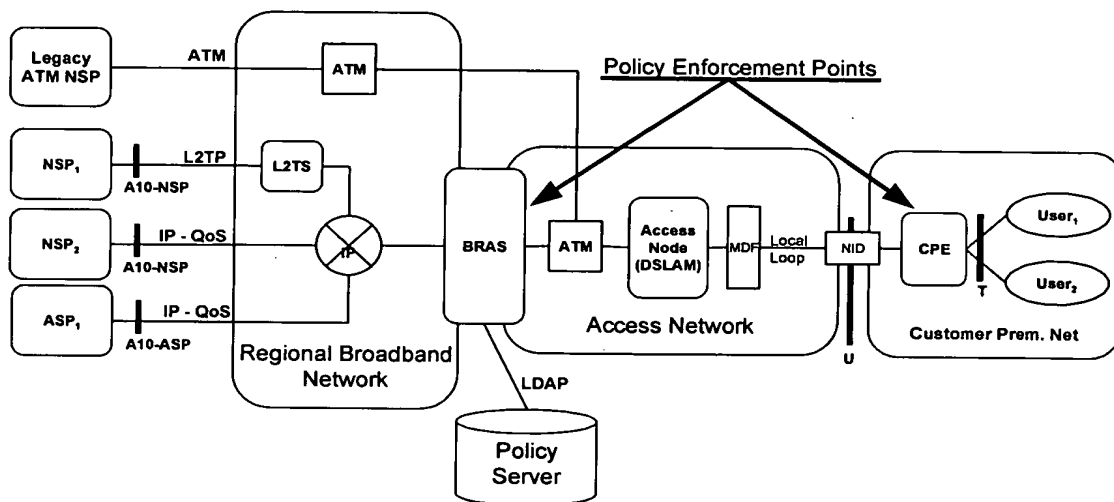 Legacy
ATM NSP
ATM
ATM
Policy Enforcement Points
NSP1
L2TP
A10-NSP
L2TS
NSP2
IP - QoS
A10-NSP
IP
BRAS
ATM
Access
Node
(DSLAM)
MDF
Local
Loop
NID
CPE
User1
User2
T
ASP1
IP - QoS
A10-ASP
Regional Broadband
Network
Access Network
Customer Prem. Net
U
LDAP
Policy
Server